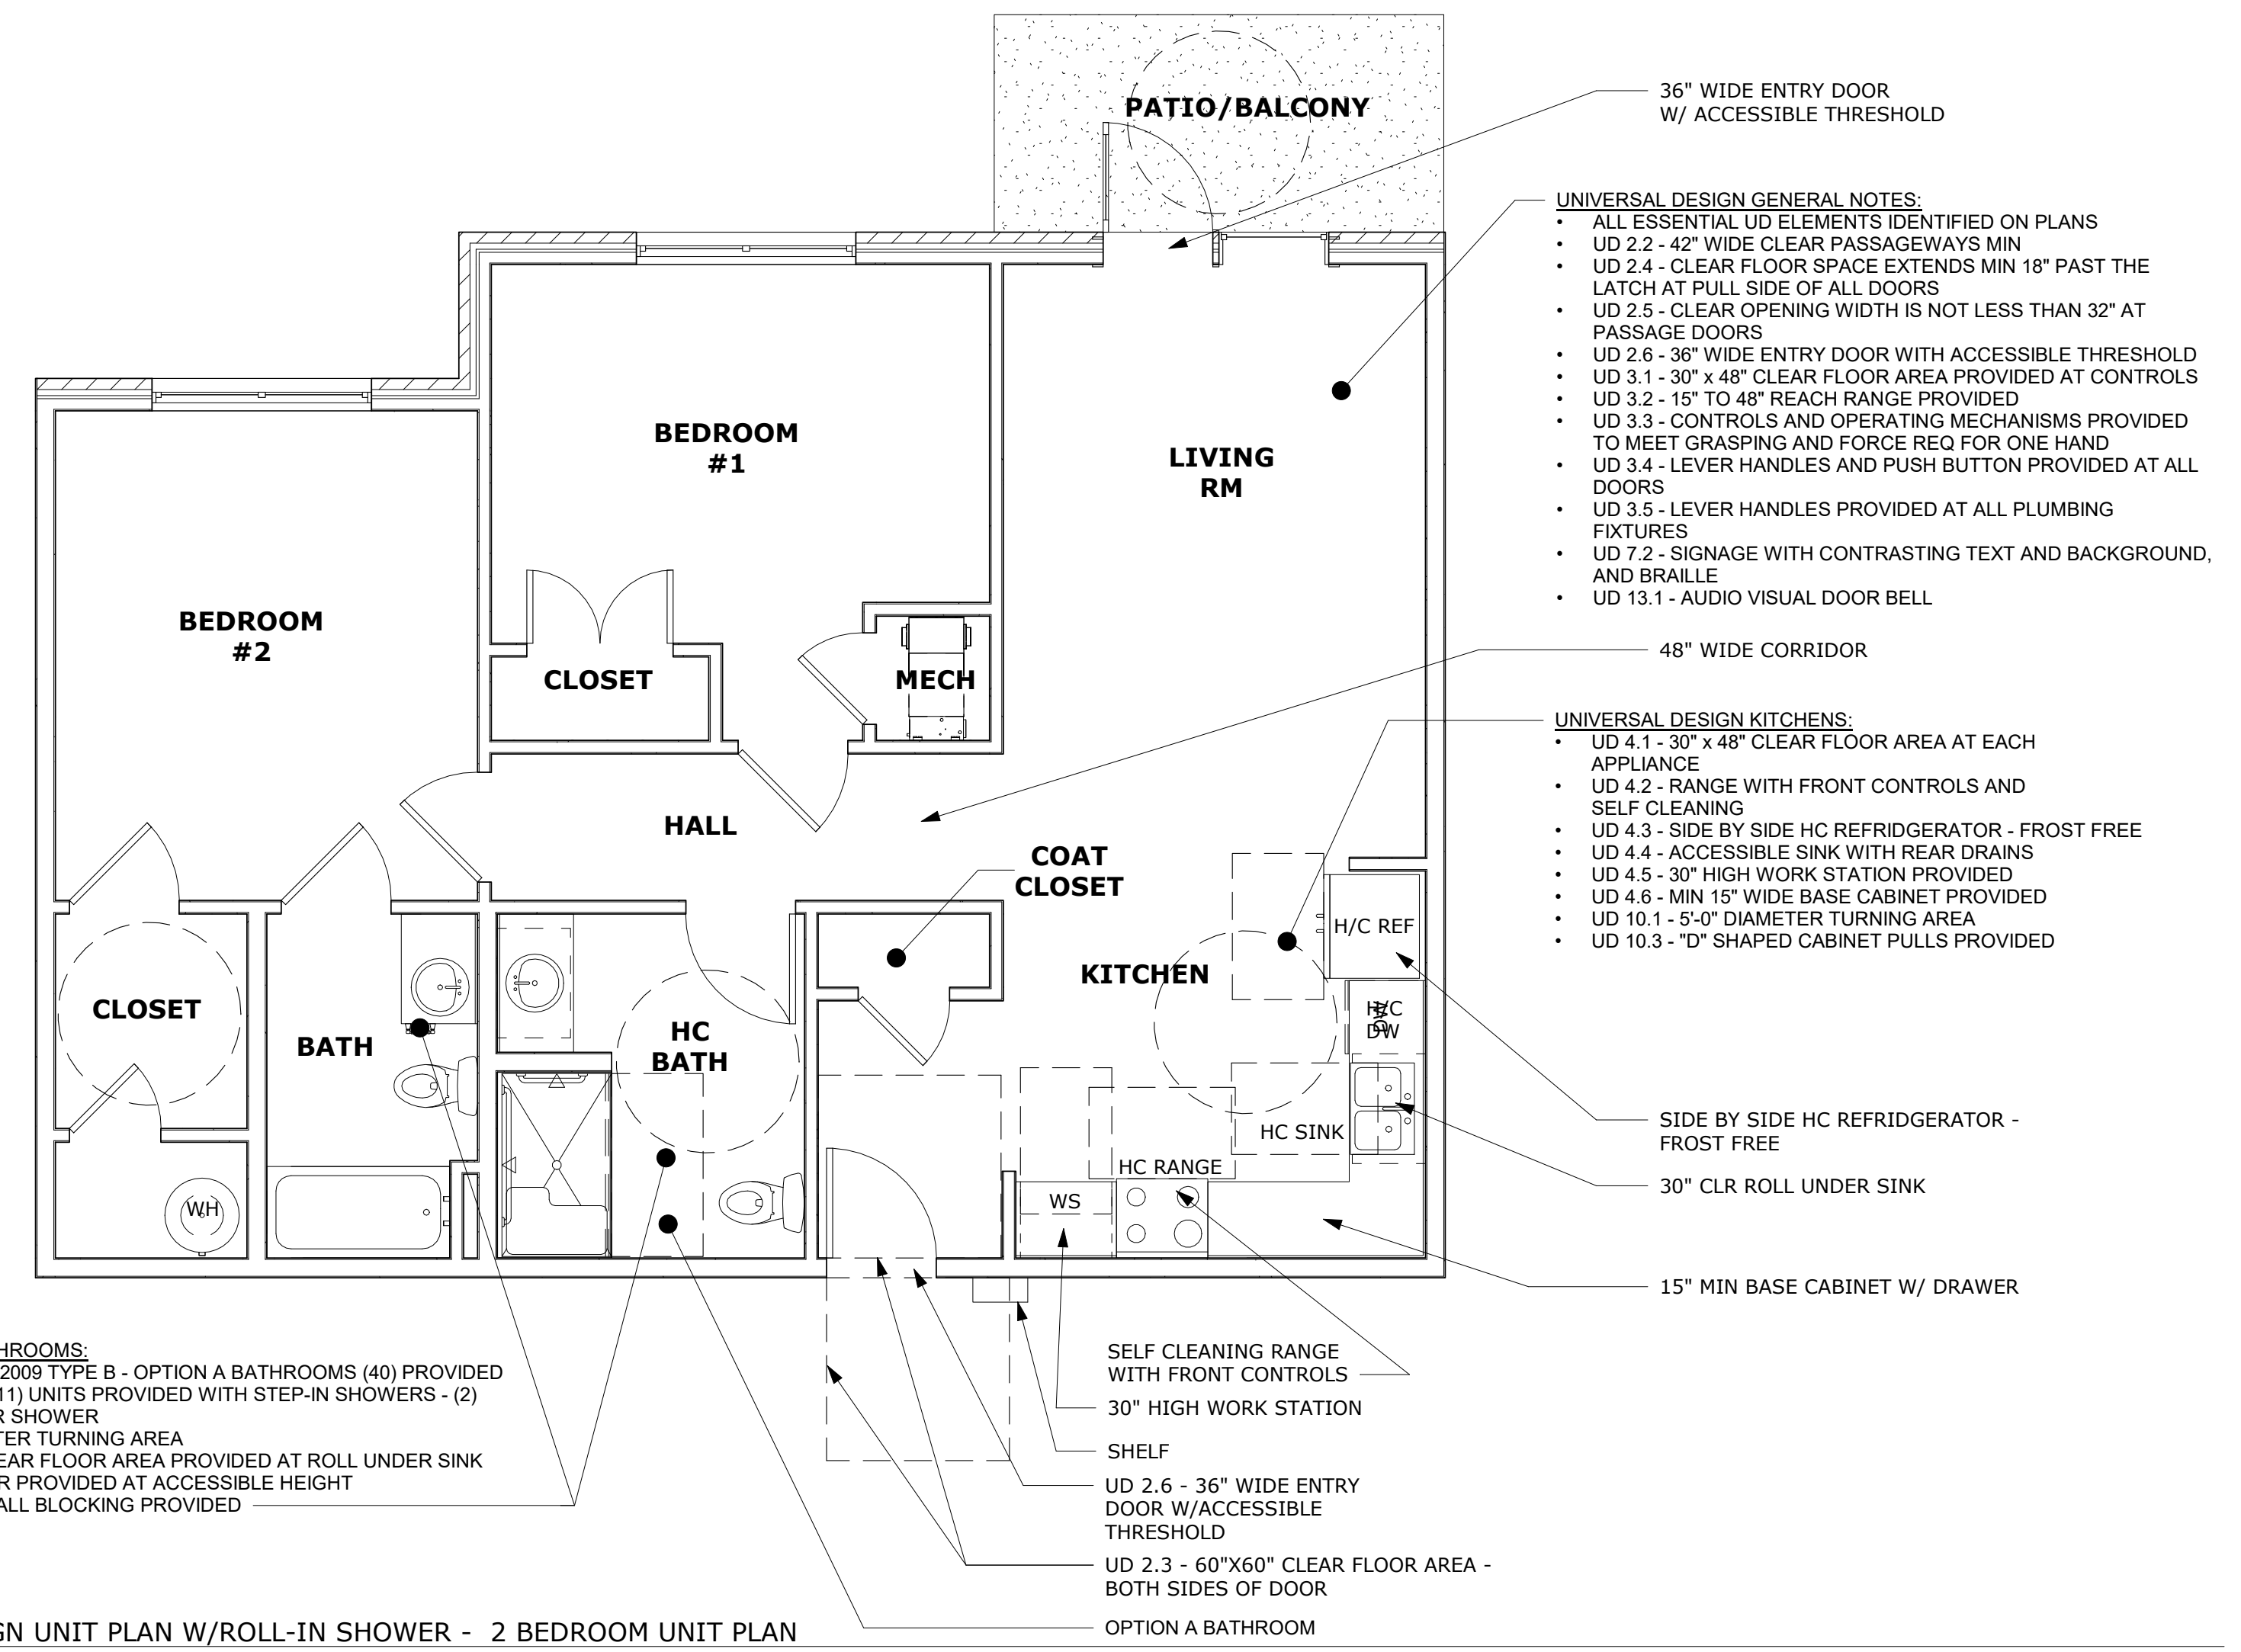 PATIO/BALCONY
36" WIDE ENTRY DOOR
W/ ACCESSIBLE THRESHOLD
UNIVERSAL DESIGN GENERAL NOTES:
• ALL ESSENTIAL UD ELEMENTS IDENTIFIED ON PLANS
• UD 2.2 - 42" WIDE CLEAR PASSAGEWAYS MIN
• UD 2.4 - CLEAR FLOOR SPACE EXTENDS MIN 18" PAST THE
LATCH AT PULL SIDE OF ALL DOORS
• UD 2.5 - CLEAR OPENING WIDTH IS NOT LESS THAN 32" AT
PASSAGE DOORS
• UD 2.6 - 36" WIDE ENTRY DOOR WITH ACCESSIBLE THRESHOLD
• UD 3.1 - 30" x 48" CLEAR FLOOR AREA PROVIDED AT CONTROLS
• UD 3.2 - 15" TO 48" REACH RANGE PROVIDED
• UD 3.3 - CONTROLS AND OPERATING MECHANISMS PROVIDED
TO MEET GRASPING AND FORCE REQ FOR ONE HAND
• UD 3.4 - LEVER HANDLES AND PUSH BUTTON PROVIDED AT ALL
DOORS
• UD 3.5 - LEVER HANDLES PROVIDED AT ALL PLUMBING
FIXTURES
• UD 7.2 - SIGNAGE WITH CONTRASTING TEXT AND BACKGROUND,
AND BRAILLE
• UD 13.1 - AUDIO VISUAL DOOR BELL
BEDROOM
#1
LIVING
RM
BEDROOM
#2
CLOSET
MECH
48" WIDE CORRIDOR
UNIVERSAL DESIGN KITCHENS:
• UD 4.1 - 30" x 48" CLEAR FLOOR AREA AT EACH
APPLIANCE
• UD 4.2 - RANGE WITH FRONT CONTROLS AND
SELF CLEANING
• UD 4.3 - SIDE BY SIDE HC REFRIDGERATOR - FROST FREE
• UD 4.4 - ACCESSIBLE SINK WITH REAR DRAINS
• UD 4.5 - 30" HIGH WORK STATION PROVIDED
• UD 4.6 - MIN 15" WIDE BASE CABINET PROVIDED
• UD 10.1 - 5'-0" DIAMETER TURNING AREA
• UD 10.3 - "D" SHAPED CABINET PULLS PROVIDED
HALL
COAT
CLOSET
H/C REF
KITCHEN
CLOSET
BATH
HC
BATH
H/C
DW
HC SINK
HC RANGE
WS
WH
SIDE BY SIDE HC REFRIDGERATOR -
FROST FREE
30" CLR ROLL UNDER SINK
15" MIN BASE CABINET W/ DRAWER
SELF CLEANING RANGE
WITH FRONT CONTROLS
30" HIGH WORK STATION
SHELF
UD 2.6 - 36" WIDE ENTRY
DOOR W/ACCESSIBLE
THRESHOLD
UD 2.3 - 60"X60" CLEAR FLOOR AREA -
BOTH SIDES OF DOOR
OPTION A BATHROOM
HROOMS:
2009 TYPE B - OPTION A BATHROOMS (40) PROVIDED
11) UNITS PROVIDED WITH STEP-IN SHOWERS - (2)
R SHOWER
TER TURNING AREA
EAR FLOOR AREA PROVIDED AT ROLL UNDER SINK
R PROVIDED AT ACCESSIBLE HEIGHT
ALL BLOCKING PROVIDED
GN UNIT PLAN W/ROLL-IN SHOWER - 2 BEDROOM UNIT PLAN